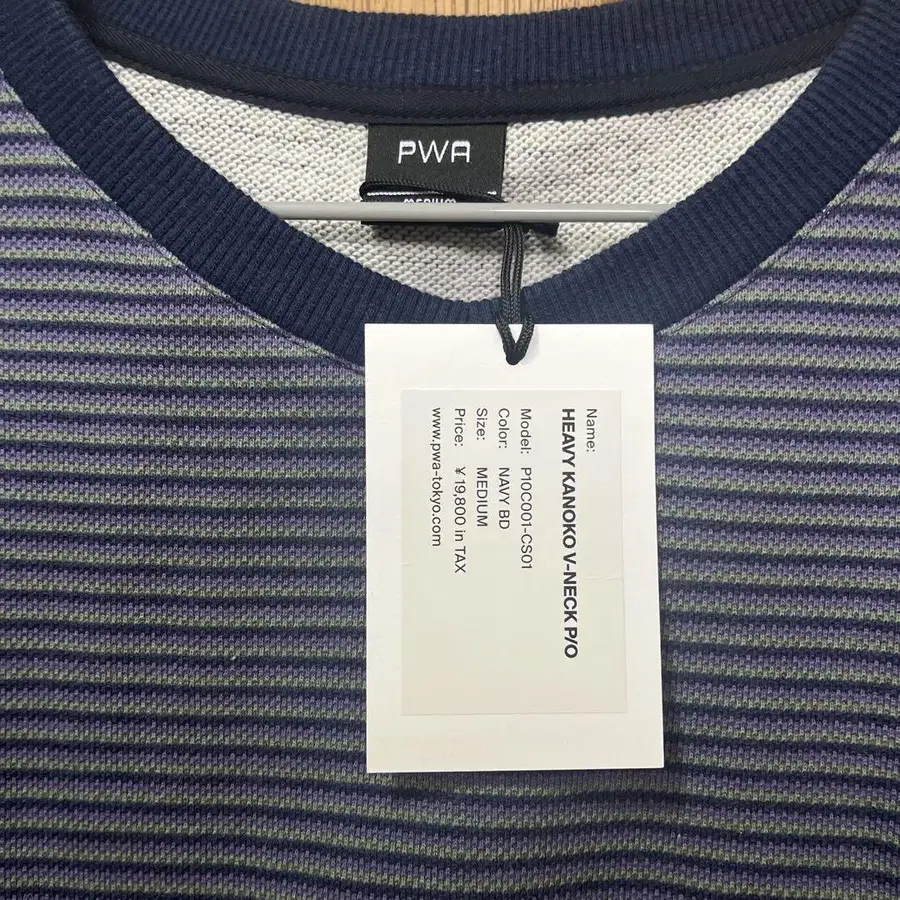 PWA
MEDIUM
Name:
HEAVY KANOKO V-NECK P/O
Model: P10C001-CS01
Color: NAVY BD
Size: MEDIUM
Price: ¥19,800 in TAX
www.pwa-tokyo.com